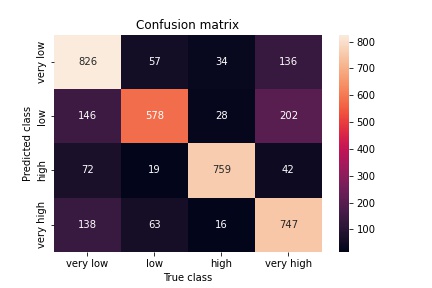 Confusion matrix
very low 826 57 34 136
low 146 578 28 202
high 72 19 759 42
very high 138 63 16 747
very low low high very high
True class
Predicted class
800
700
600
500
400
300
200
100